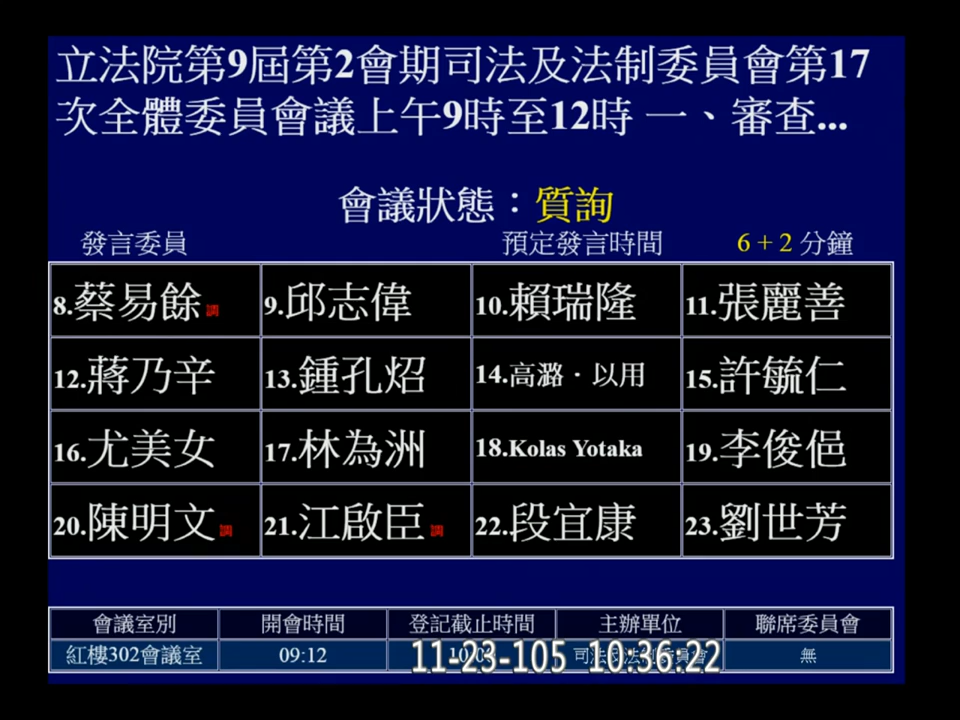 立法院第9屆第2會期司法及法制委員會第17
次全體委員會議上午9時至12時 一、審查...
會議狀態：質詢
發言委員 預定發言時間 6 + 2 分鐘
8.蔡易餘 9.邱志偉 10.賴瑞隆 11.張麗善
12.蔣乃辛 13.鍾孔炤 14.高潞．以用 15.許毓仁
16.尤美女 17.林為洲 18.Kolas Yotaka 19.李俊俋
20.陳明文 21.江啟臣 22.段宜康 23.劉世芳
會議室別 開會時間 登記截止時間 主辦單位 聯席委員會
紅樓302會議室 09:12 司法及法制委員會 無
11-23-105 10:36:22